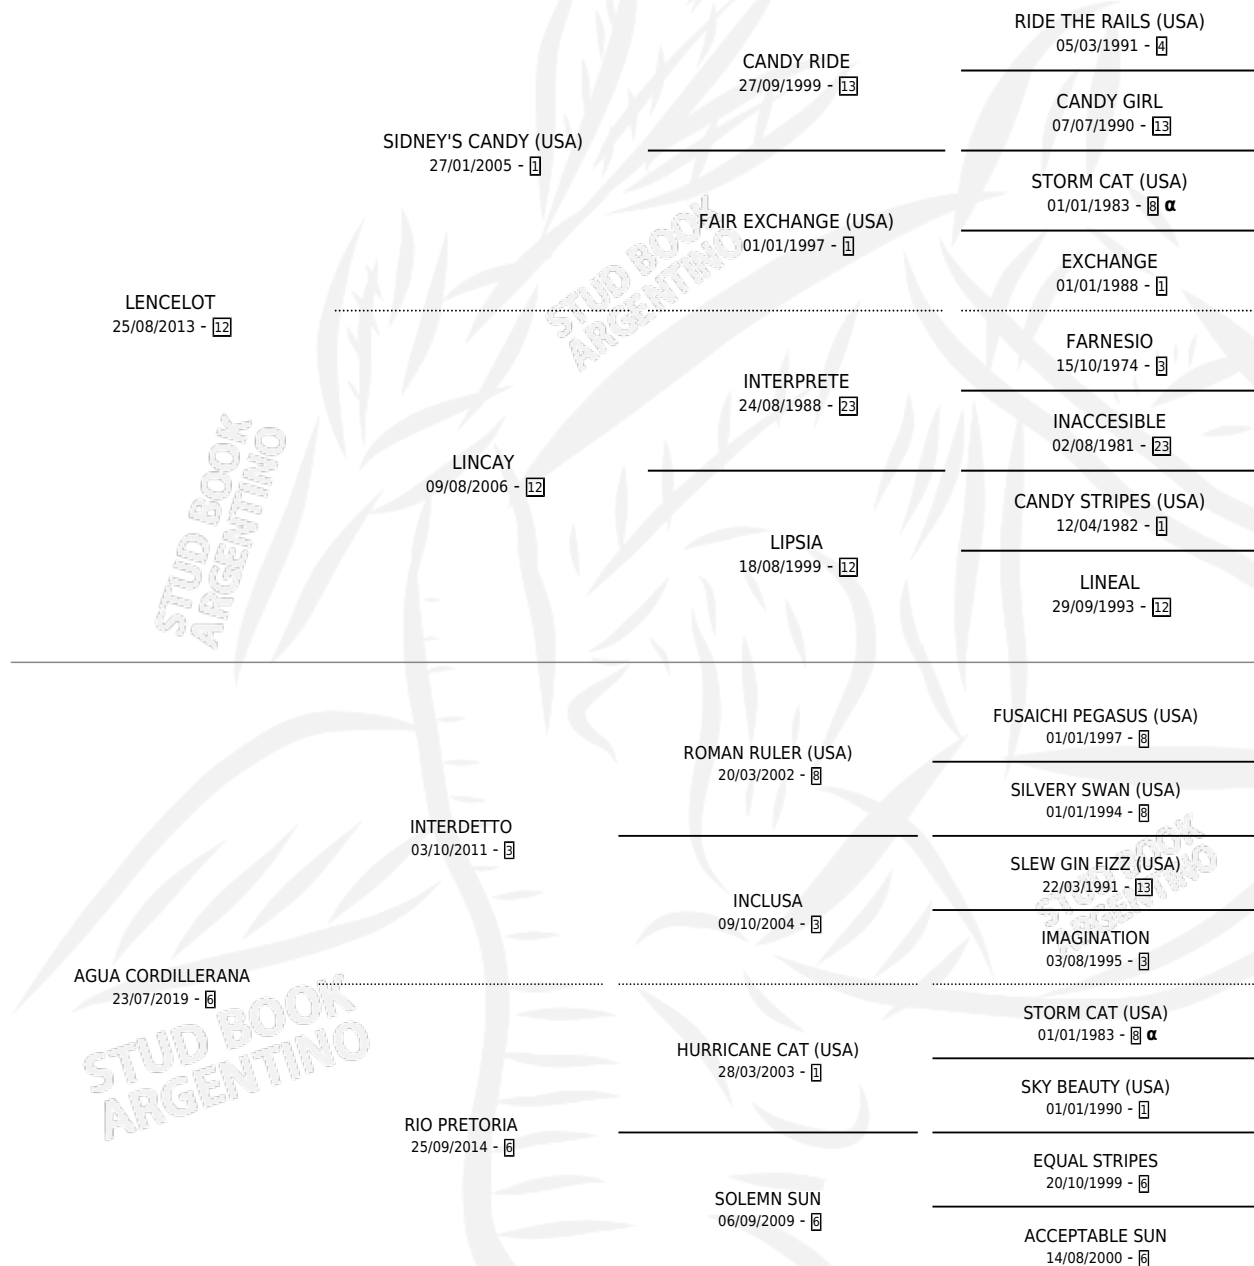 RIDE THE RAILS (USA)
05/03/1991 - 4
CANDY RIDE
27/09/1999 - 13
CANDY GIRL
07/07/1990 - 13
SIDNEY'S CANDY (USA)
27/01/2005 - 1
STORM CAT (USA)
01/01/1983 - 8 α
FAIR EXCHANGE (USA)
01/01/1997 - 1
EXCHANGE
01/01/1988 - 1
LENCELOT
25/08/2013 - 12
FARNESIO
15/10/1974 - 3
INTERPRETE
24/08/1988 - 23
INACCESIBLE
02/08/1981 - 23
LINCAY
09/08/2006 - 12
CANDY STRIPES (USA)
12/04/1982 - 1
LIPSIA
18/08/1999 - 12
LINEAL
29/09/1993 - 12
FUSAICHI PEGASUS (USA)
01/01/1997 - 8
ROMAN RULER (USA)
20/03/2002 - 8
SILVERY SWAN (USA)
01/01/1994 - 8
INTERDETTO
03/10/2011 - 3
SLEW GIN FIZZ (USA)
22/03/1991 - 13
INCLUSA
09/10/2004 - 3
IMAGINATION
03/08/1995 - 3
AGUA CORDILLERANA
23/07/2019 - 6
STORM CAT (USA)
01/01/1983 - 8 α
HURRICANE CAT (USA)
28/03/2003 - 1
SKY BEAUTY (USA)
01/01/1990 - 1
RIO PRETORIA
25/09/2014 - 6
EQUAL STRIPES
20/10/1999 - 6
SOLEMN SUN
06/09/2009 - 6
ACCEPTABLE SUN
14/08/2000 - 6
STUD BOOK
ARGENTINO
STUD BOOK
ARGENTINO
STUD BOOK
ARGENTINO
STUD BOOK
ARGENTINO